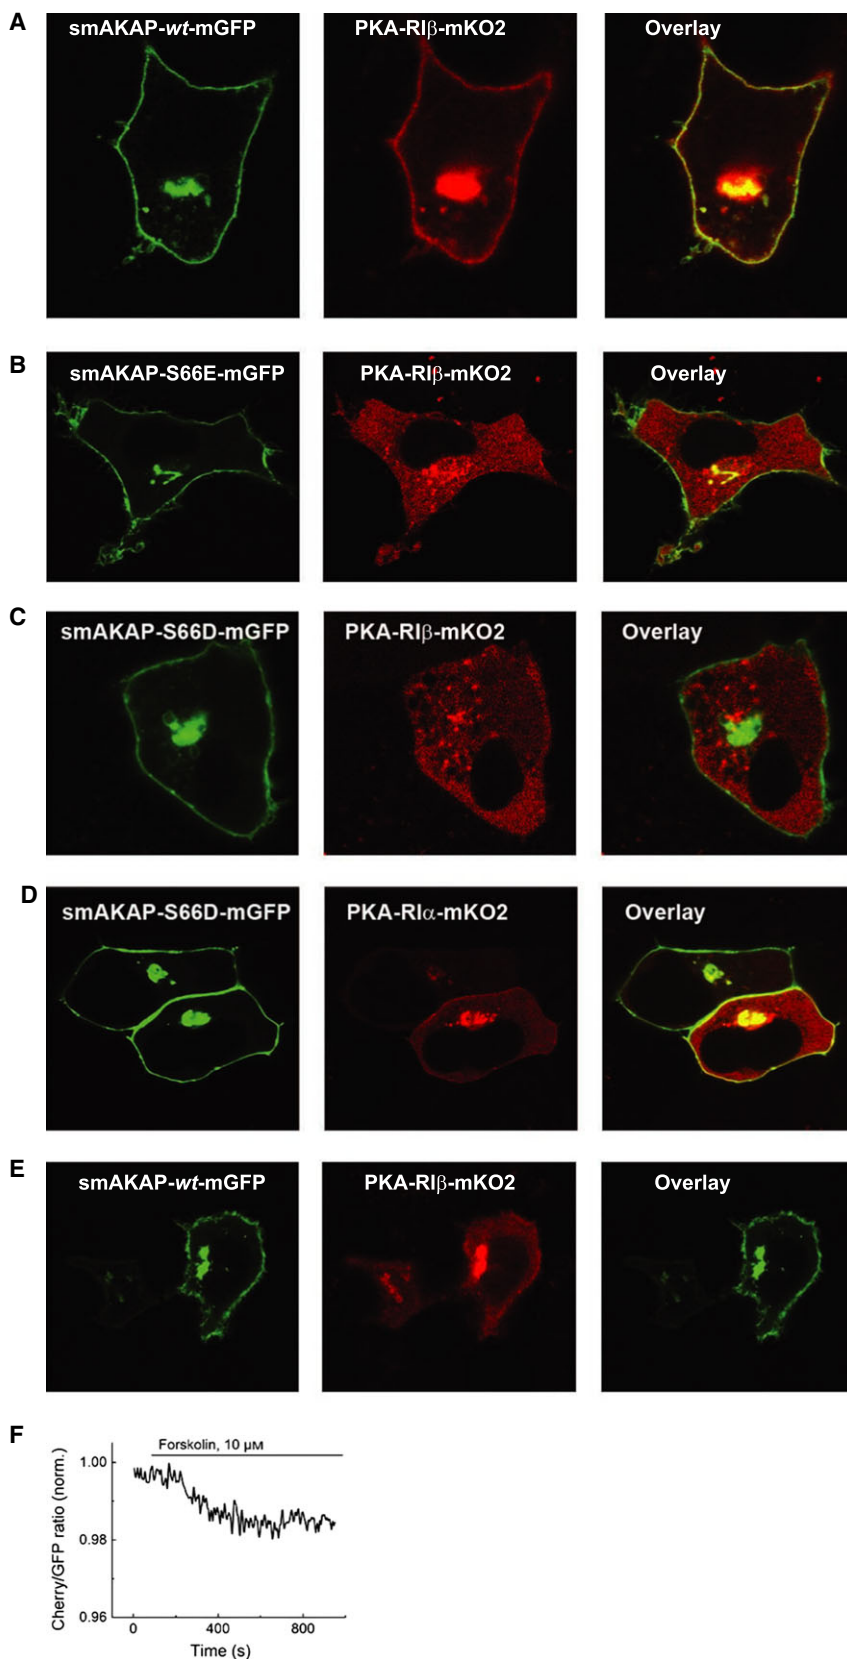 A
smAKAP-wt-mGFP
PKA-RIβ-mKO2
Overlay
B
smAKAP-S66E-mGFP
PKA-RIβ-mKO2
Overlay
C
smAKAP-S66D-mGFP
PKA-RIβ-mKO2
Overlay
D
smAKAP-S66D-mGFP
PKA-RIα-mKO2
Overlay
E
smAKAP-wt-mGFP
PKA-RIβ-mKO2
Overlay
F
Forskolin, 10 µM
Cherry/GFP ratio (norm.)
1.00
0.98
0.96
0 400 800
Time (s)